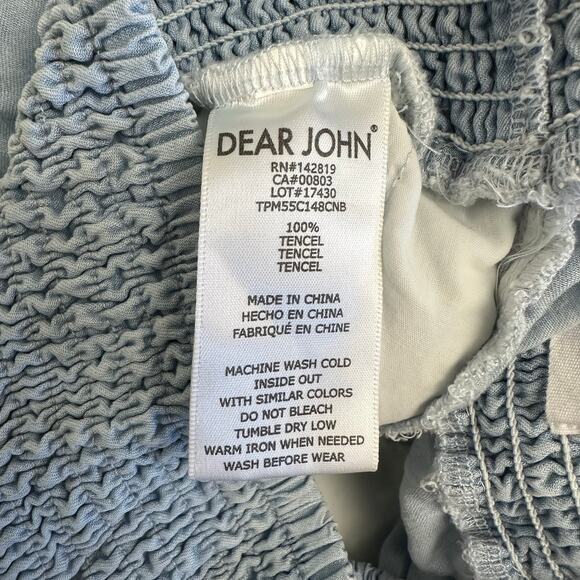 DEAR JOHN®
RN#142819
CA#00803
LOT#17430
TPM55C148CNB
100%
TENCEL
TENCEL
TENCEL
MADE IN CHINA
HECHO EN CHINA
FABRIQUÉ EN CHINE
MACHINE WASH COLD
INSIDE OUT
WITH SIMILAR COLORS
DO NOT BLEACH
TUMBLE DRY LOW
WARM IRON WHEN NEEDED
WASH BEFORE WEAR